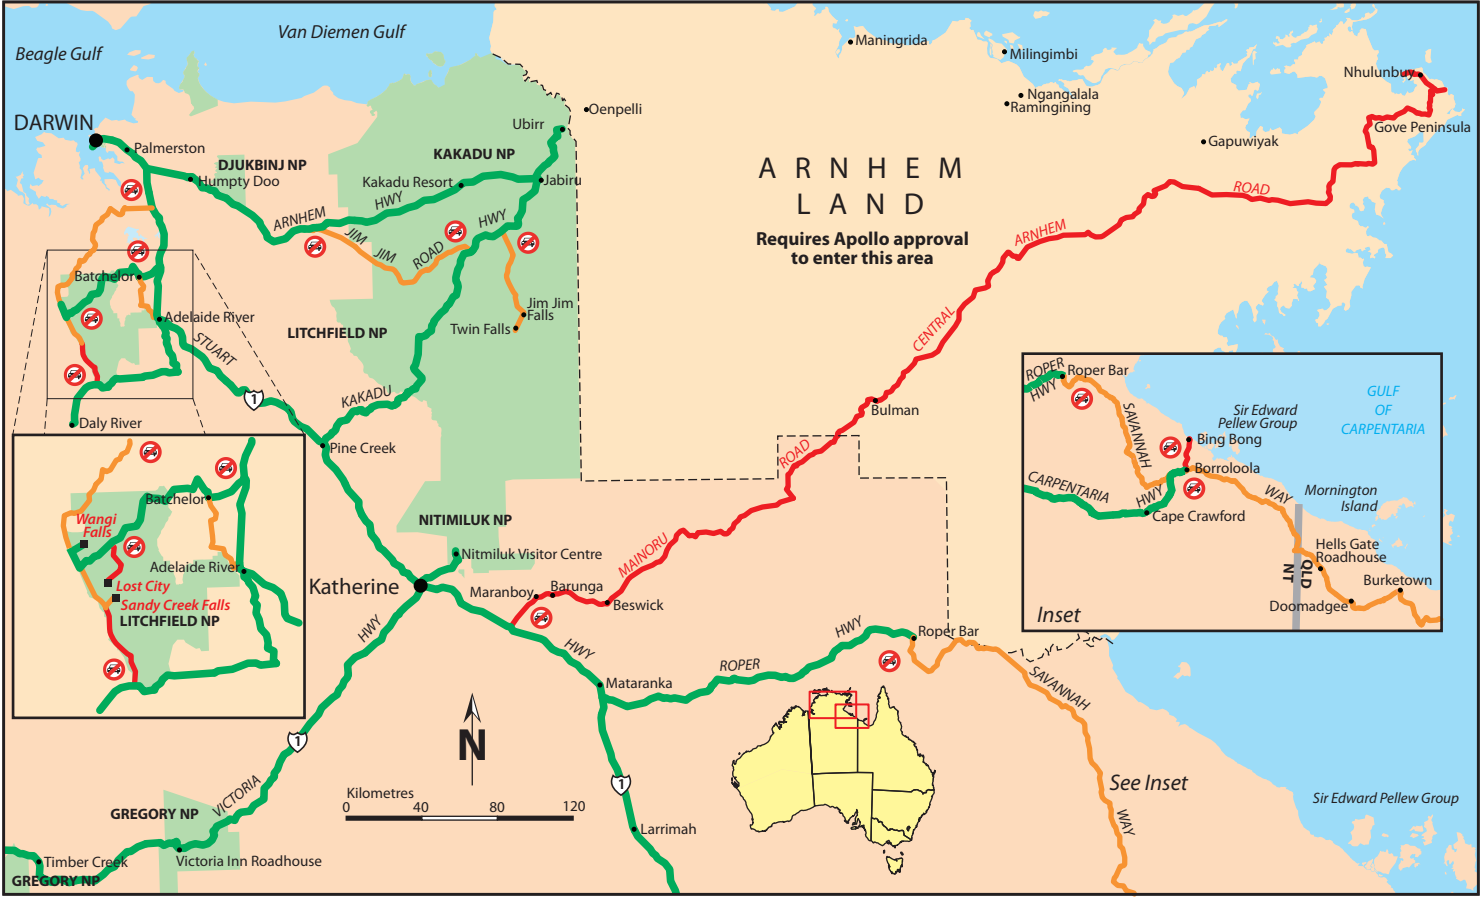 Van Diemen Gulf
Beagle Gulf
Maningrida
Milingimbi
Nhulunbuy
Ngangalala
Ramingining
Oenpelli
DARWIN
Ubirr
Gove Peninsula
Gapuwiyak
Palmerston
KAKADU NP
DJUKBINJ NP
Humpty Doo
Kakadu Resort
Jabiru
ARNHEM
LAND
Requires Apollo approval
to enter this area
ARNHEM
HWY
HWY
JIM
JIM
ROAD
CENTRAL
ARNHEM
ROAD
Batchelor
Adelaide River
Jim Jim
Falls
Twin Falls
LITCHFIELD NP
STUART
1
KAKADU
Daly River
Pine Creek
Bulman
ROAD
MAINORU
ROPER
HWY
Roper Bar
SAVANNAH
Sir Edward
Pellew Group
GULF
OF
CARPENTARIA
Bing Bong
Borroloola
CARPENTARIA
HWY
WAY
Mornington
Island
Cape Crawford
Hells Gate
Roadhouse
QLD
NT
Burketown
Doomadgee
Inset
Batchelor
Wangi
Falls
Adelaide River
Lost City
Sandy Creek Falls
LITCHFIELD NP
NITIMILUK NP
Nitmiluk Visitor Centre
Katherine
Maranboy
Barunga
Beswick
HWY
HWY
HWY
Roper Bar
ROPER
Mataranka
SAVANNAH
N
1
VICTORIA
Kilometres
0 40 80 120
1
See Inset
WAY
Sir Edward Pellew Group
GREGORY NP
Larrimah
Timber Creek
Victoria Inn Roadhouse
GREGORY NP